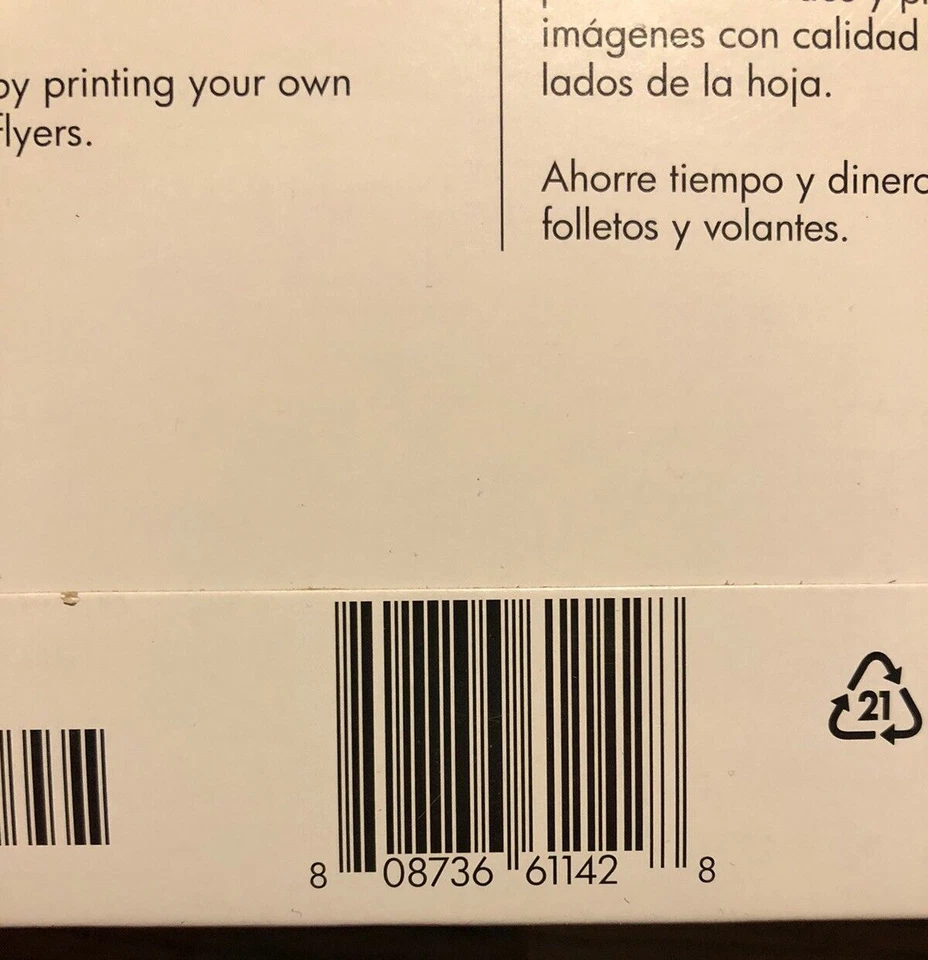 by printing your own
flyers.
imágenes con calidad
lados de la hoja.
Ahorre tiempo y dinero
folletos y volantes.
21
8 08736 61142 8